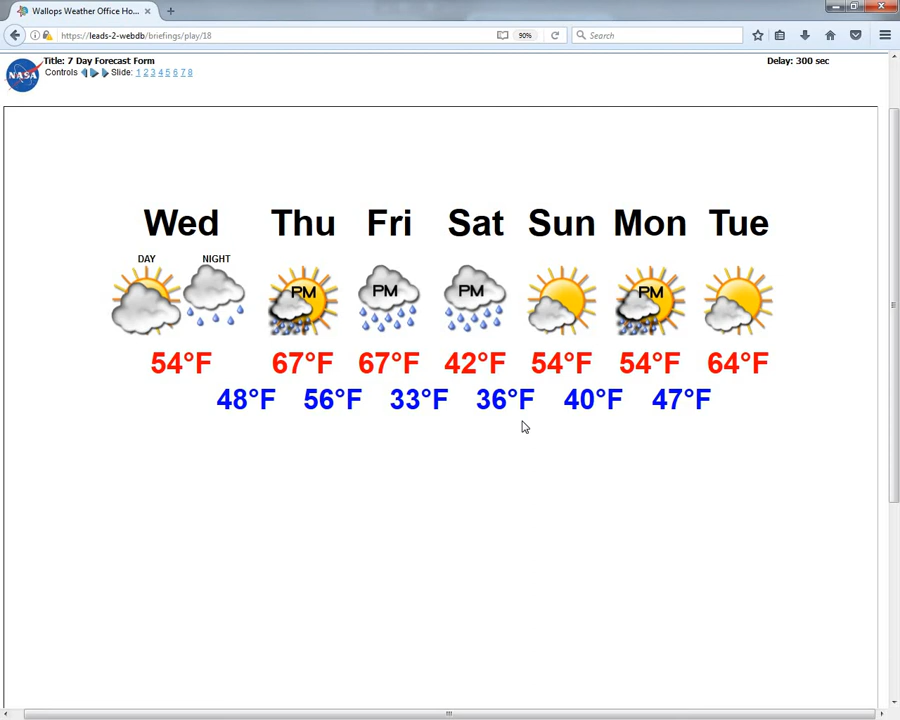 Wallops Weather Office Ho...
https://leads-2-webdb/briefings/play/18
90%
Search
NASA
Title: 7 Day Forecast Form
Delay: 300 sec
Controls Slide: 1 2 3 4 5 6 7 8
Wed Thu Fri Sat Sun Mon Tue
DAY NIGHT
PM PM PM PM
54°F 67°F 67°F 42°F 54°F 54°F 64°F
48°F 56°F 33°F 36°F 40°F 47°F